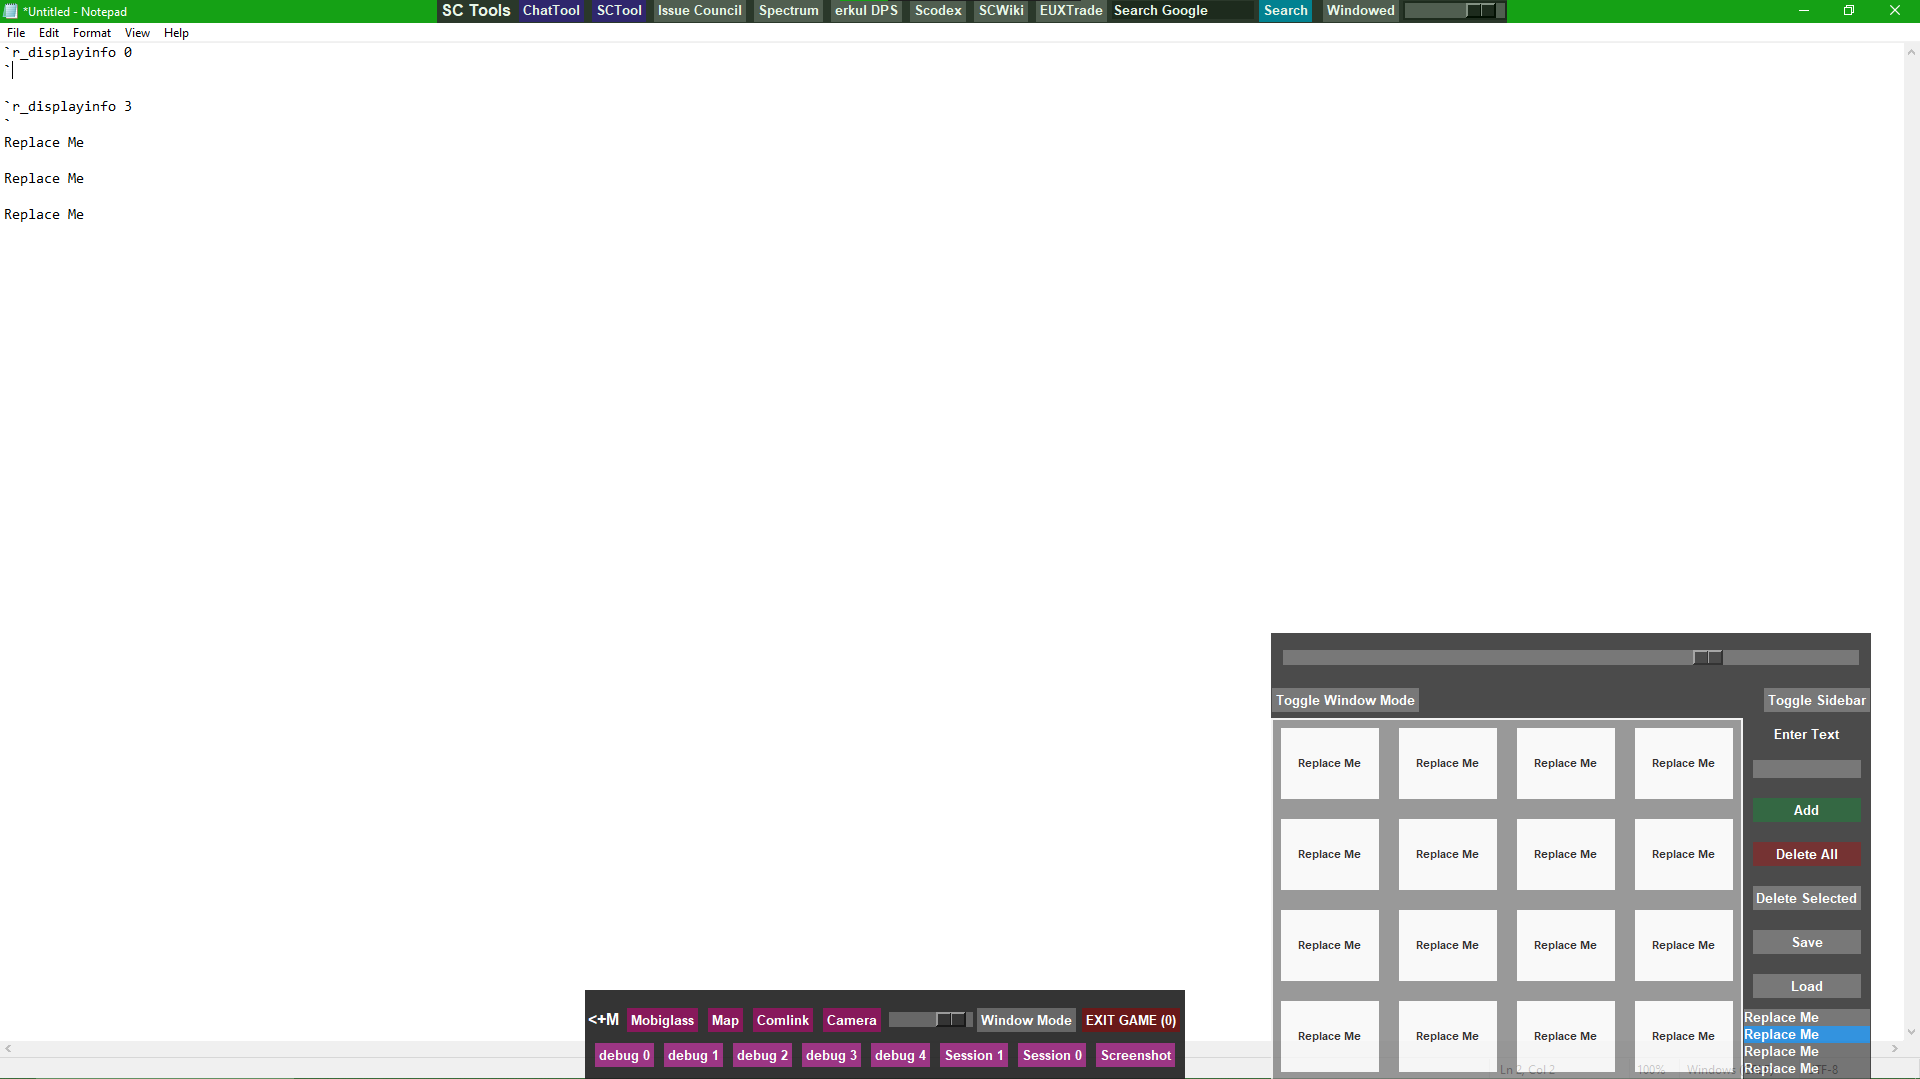 *Untitled - Notepad
SC Tools ChatTool SCTool Issue Council Spectrum erkul DPS Scodex SCWiki EUXTrade Search Google Search Windowed
File Edit Format View Help
`r_displayinfo 0
`
`r_displayinfo 3
`
Replace Me
Replace Me
Replace Me
Toggle Window Mode Toggle Sidebar
Enter Text
Replace Me Replace Me Replace Me Replace Me
Add
Replace Me Replace Me Replace Me Replace Me
Delete All
Delete Selected
Replace Me Replace Me Replace Me Replace Me
Save
Load
Replace Me Replace Me Replace Me Replace Me
Replace Me
Replace Me
Replace Me
Replace Me
<+M Mobiglass Map Comlink Camera Window Mode EXIT GAME (0)
debug 0 debug 1 debug 2 debug 3 debug 4 Session 1 Session 0 Screenshot
Ln 2, Col 2 100% Windows